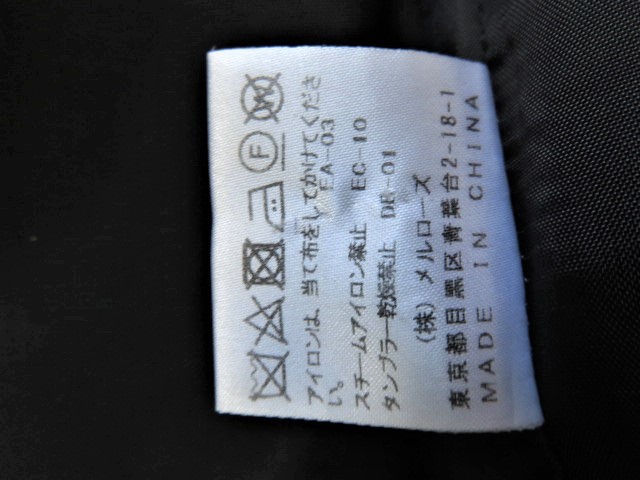 F
W
アイロンは、当て布をしてかけてくださ
い。 EA-03
スチームアイロン禁止 EC-10
タンブラー乾燥禁止 DB-01
(株) メルローズ
東京都目黒区青葉台2-18-1
MADE IN CHINA